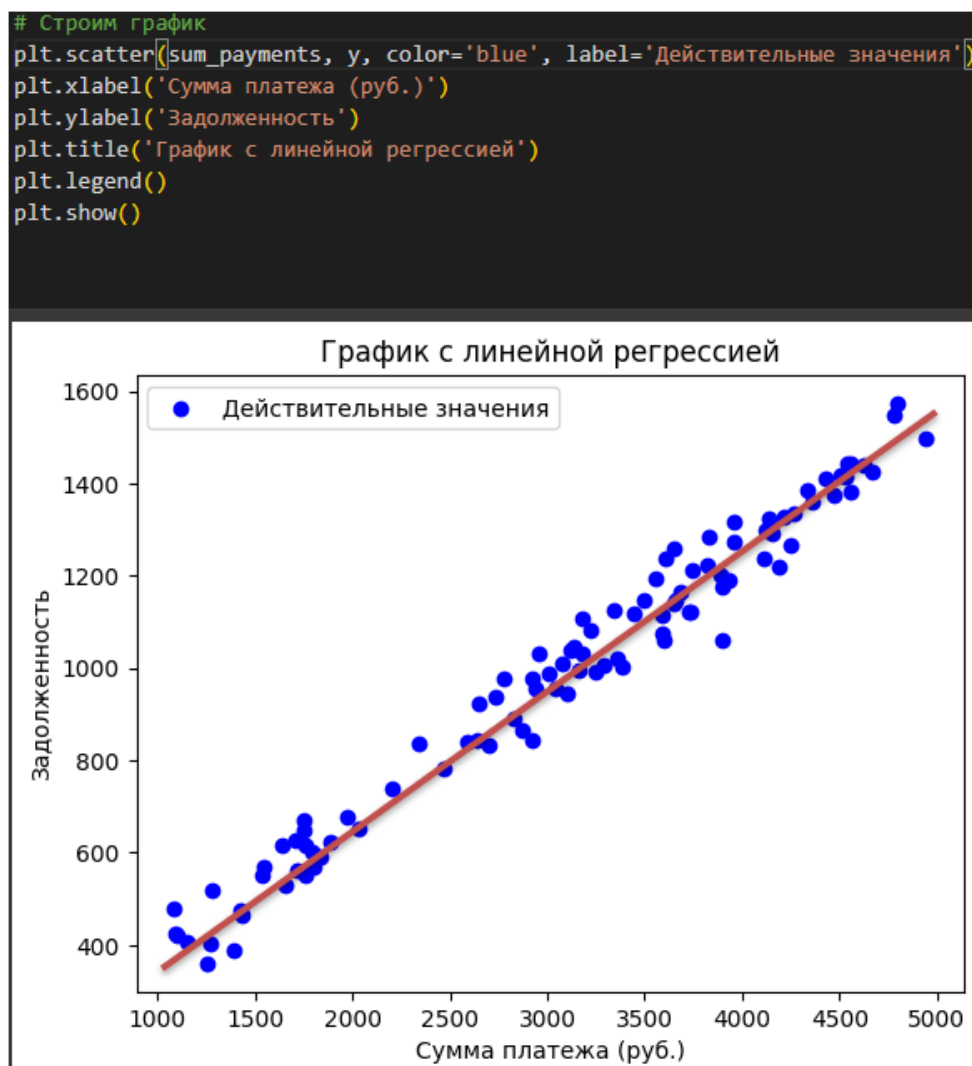 # Строим график
plt.scatter(sum_payments, y, color='blue', label='Действительные значения')
plt.xlabel('Сумма платежа (руб.)')
plt.ylabel('Задолженность')
plt.title('График с линейной регрессией')
plt.legend()
plt.show()
График с линейной регрессией
Действительные значения
1600
1400
1200
1000
800
600
400
Задолженность
1000 1500 2000 2500 3000 3500 4000 4500 5000
Сумма платежа (руб.)